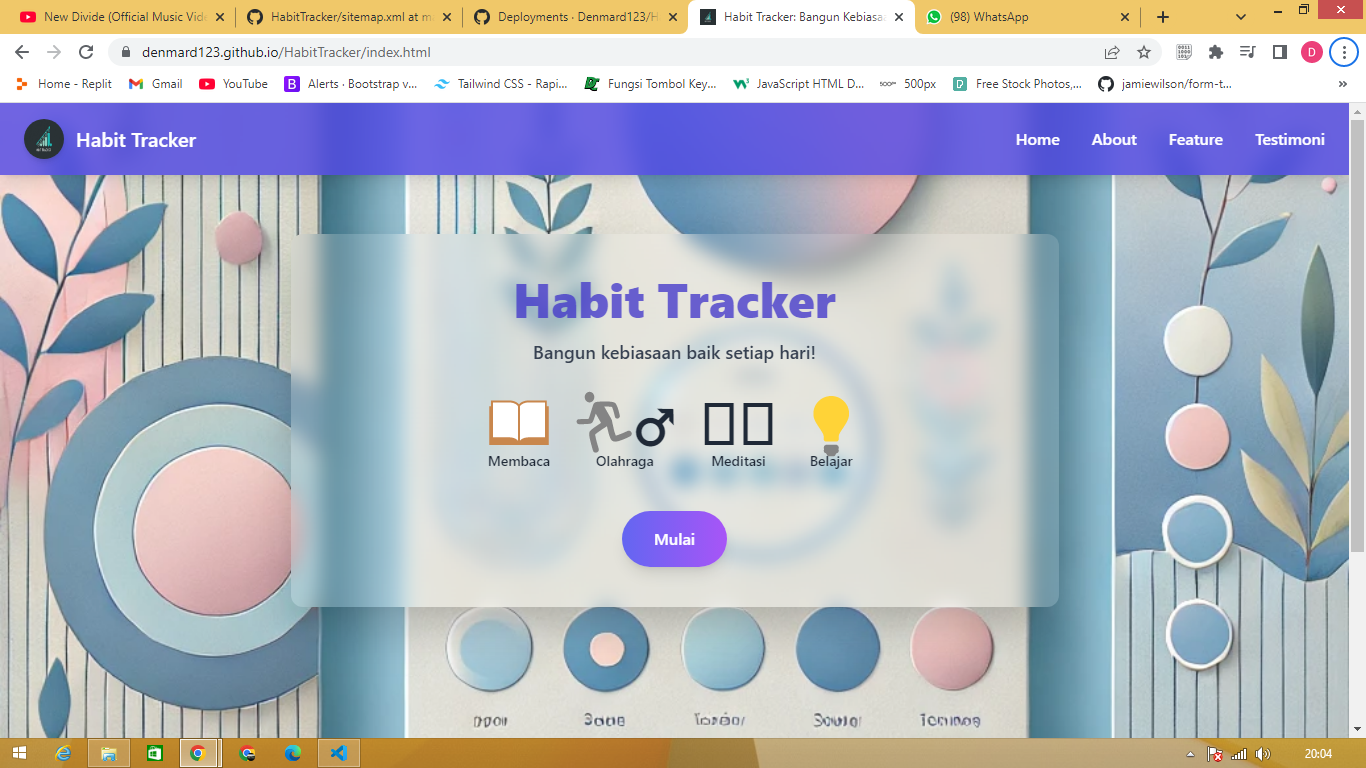 New Divide (Official Music Vide
HabitTracker/sitemap.xml at m
Deployments · Denmard123/H
Habit Tracker: Bangun Kebiasaa
(98) WhatsApp
denmard123.github.io/HabitTracker/index.html
D
Home - Replit
Gmail
YouTube
Alerts · Bootstrap v...
Tailwind CSS - Rapi...
Fungsi Tombol Key...
JavaScript HTML D...
500px
Free Stock Photos,...
jamiewilson/form-t...
»
Habit Tracker
Home
About
Feature
Testimoni
Habit Tracker
Bangun kebiasaan baik setiap hari!
Membaca
Olahraga
Meditasi
Belajar
Mulai
20:04